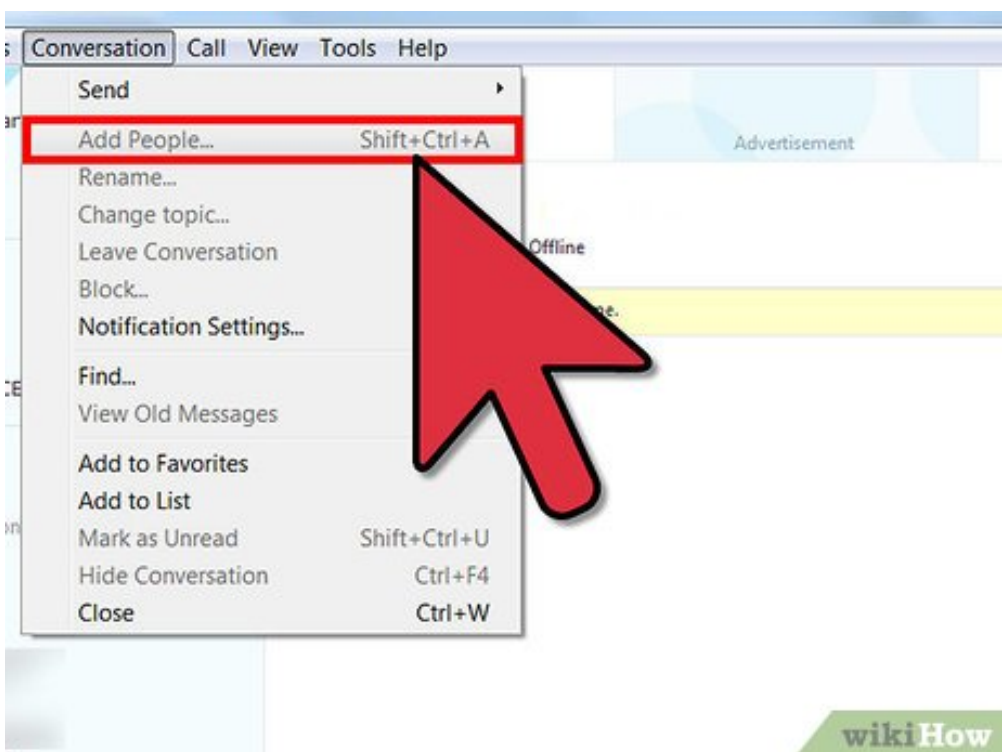 Conversation Call View Tools Help
Send
Add People... Shift+Ctrl+A
Advertisement
Rename...
Change topic...
Leave Conversation
Offline
Block...
Notification Settings...
Find...
View Old Messages
Add to Favorites
Add to List
Mark as Unread Shift+Ctrl+U
Hide Conversation Ctrl+F4
Close Ctrl+W
wikiHow